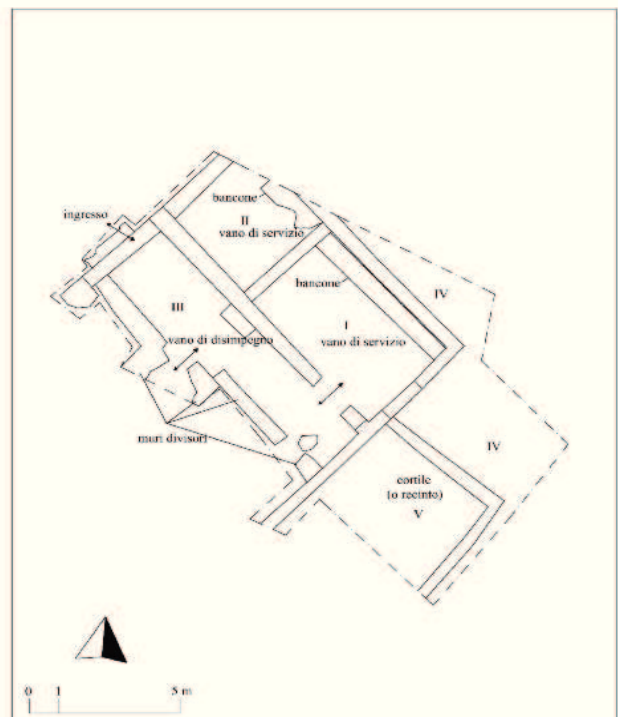 bancone
ingresso
II
vano di servizio
bancone
IV
III
I
vano di disimpegno
vano di servizio
muri divisori
IV
cortile
(o recinto)
V
0 1 5 m